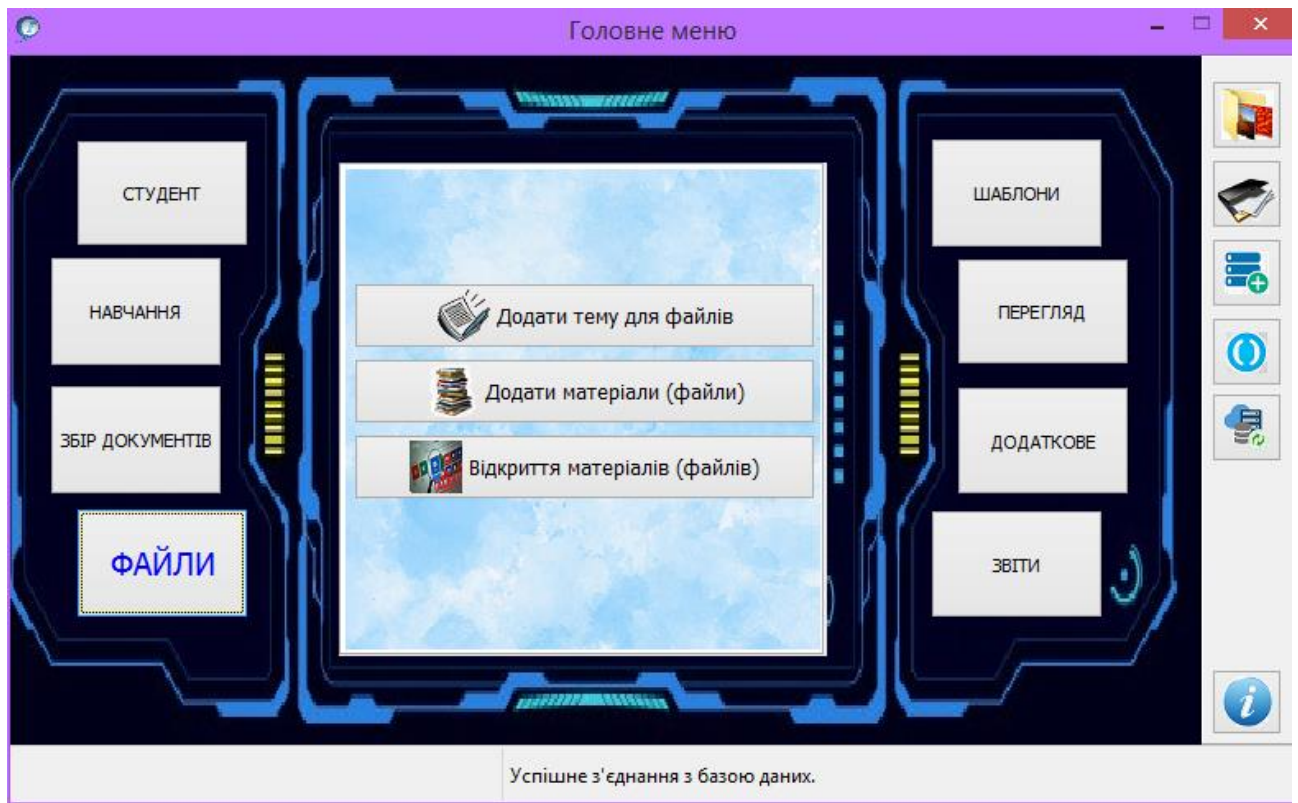 Головне меню
СТУДЕНТ
НАВЧАННЯ
ЗБІР ДОКУМЕНТІВ
ФАЙЛИ
Додати тему для файлів
Додати матеріали (файли)
Відкриття матеріалів (файлів)
ШАБЛОНИ
ПЕРЕГЛЯД
ДОДАТКОВЕ
ЗВІТИ
Успішне з'єднання з базою даних.